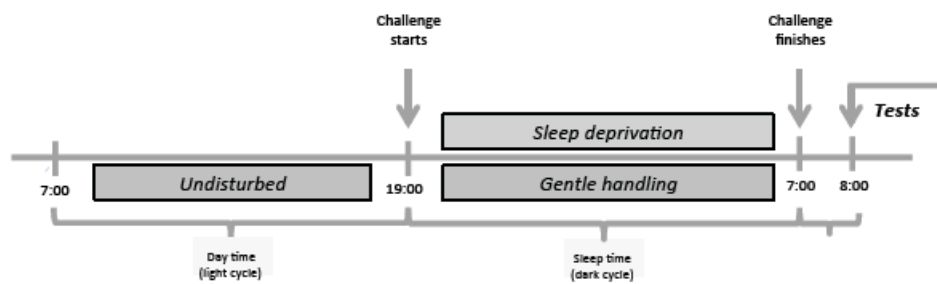 Challenge
starts
Challenge
finishes
Tests
Sleep deprivation
Undisturbed
Gentle handling
7:00
19:00
7:00
8:00
Day time
(light cycle)
Sleep time
(dark cycle)